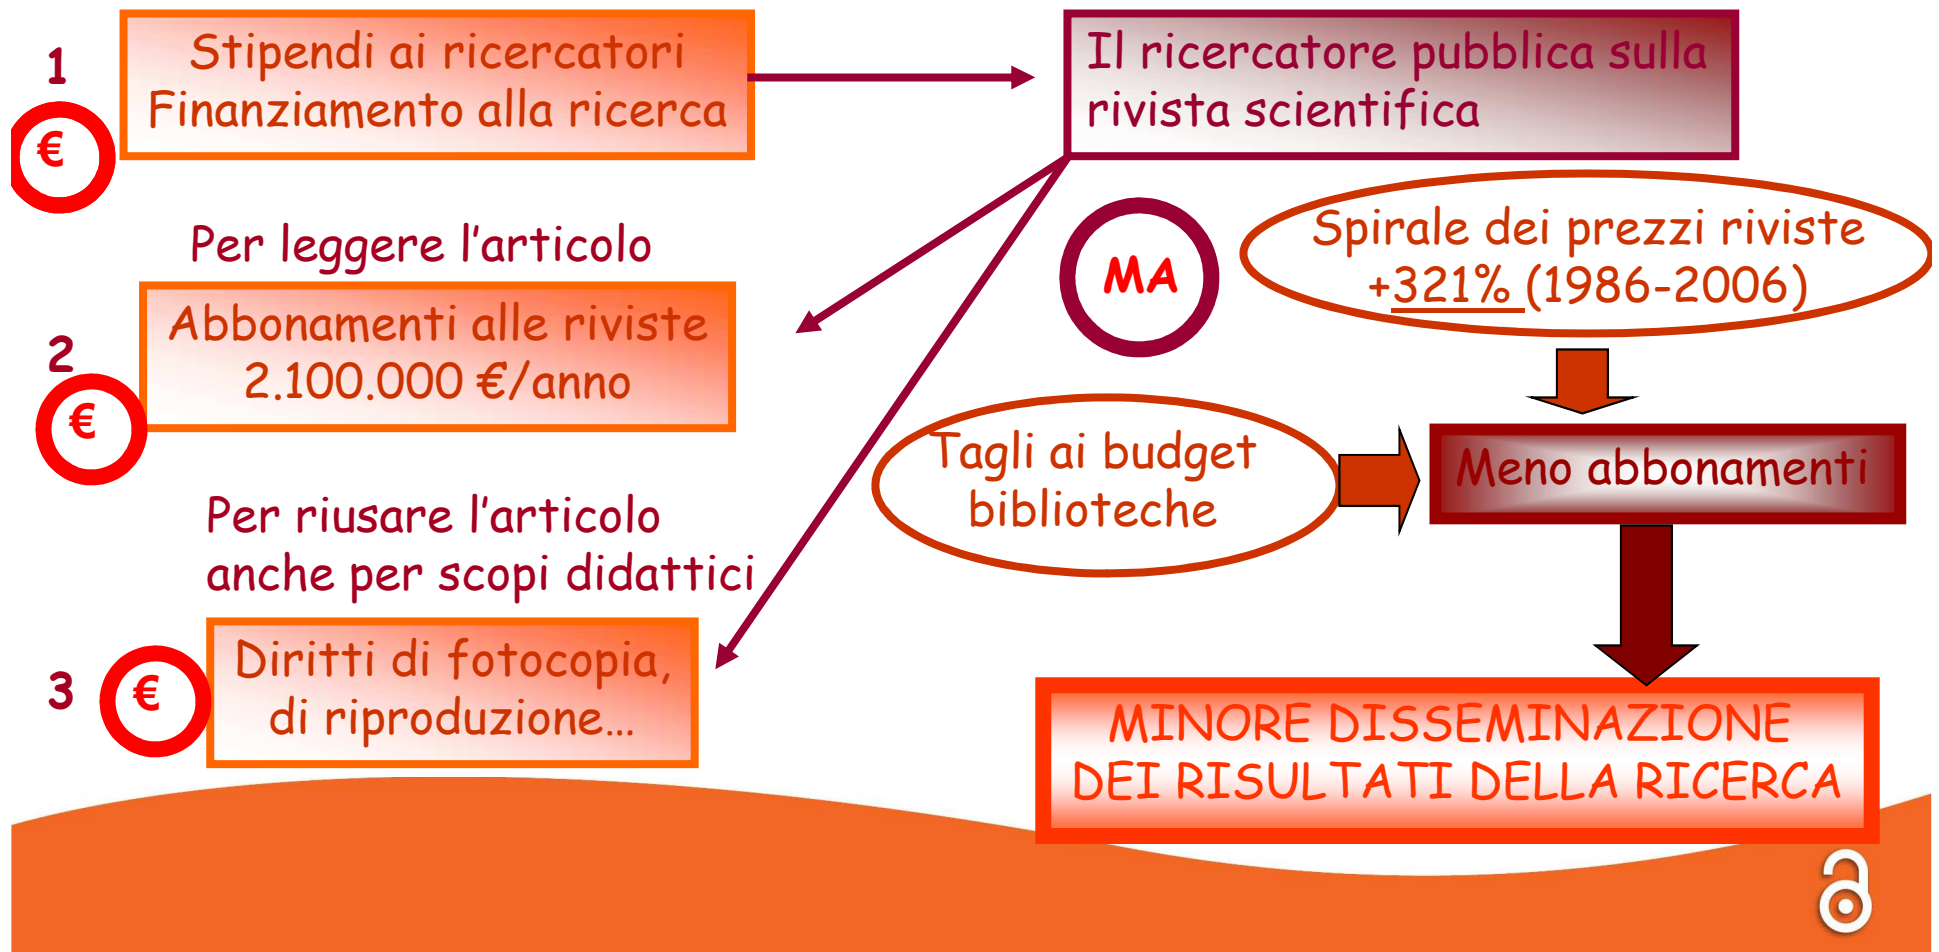 1
€
Stipendi ai ricercatori
Finanziamento alla ricerca
Il ricercatore pubblica sulla
rivista scientifica
Per leggere l'articolo
2
€
Abbonamenti alle riviste
2.100.000 €/anno
Per riusare l'articolo
anche per scopi didattici
3
€
Diritti di fotocopia,
di riproduzione…
MA
Spirale dei prezzi riviste
+321% (1986-2006)
Tagli ai budget
biblioteche
Meno abbonamenti
MINORE DISSEMINAZIONE
DEI RISULTATI DELLA RICERCA